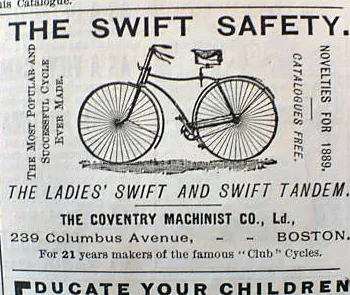 his Catalogue.
THE SWIFT SAFETY.
THE MOST POPULAR AND
SUCCESSFUL CYCLE
EVER MADE.
NOVELTIES FOR 1889.
CATALOGUES FREE.
THE LADIES' SWIFT AND SWIFT TANDEM.
THE COVENTRY MACHINIST CO., Ld.,
239 Columbus Avenue, - - BOSTON.
For 21 years makers of the famous "Club" Cycles.
EDUCATE YOUR CHILDREN